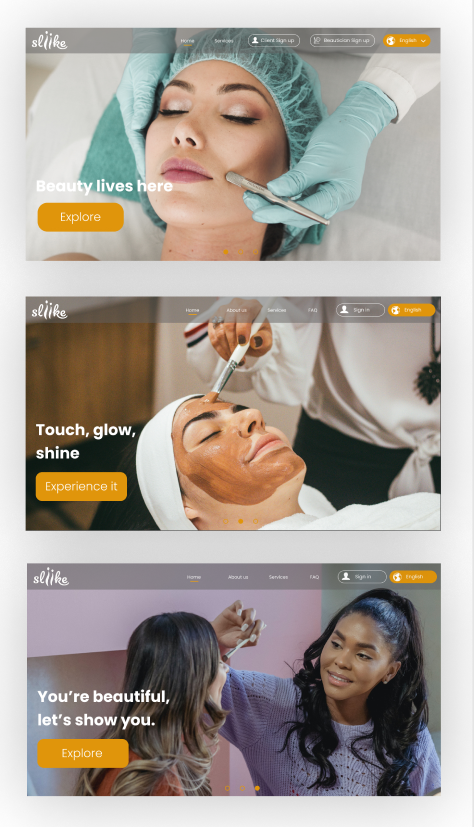 sliike
Home Services Client Sign up Beautician Sign up English
Beauty lives here
Explore
sliike
Home About us Services FAQ Sign in English
Touch, glow,
shine
Experience it
sliike
Home About us Services FAQ Sign in English
You're beautiful,
let's show you.
Explore